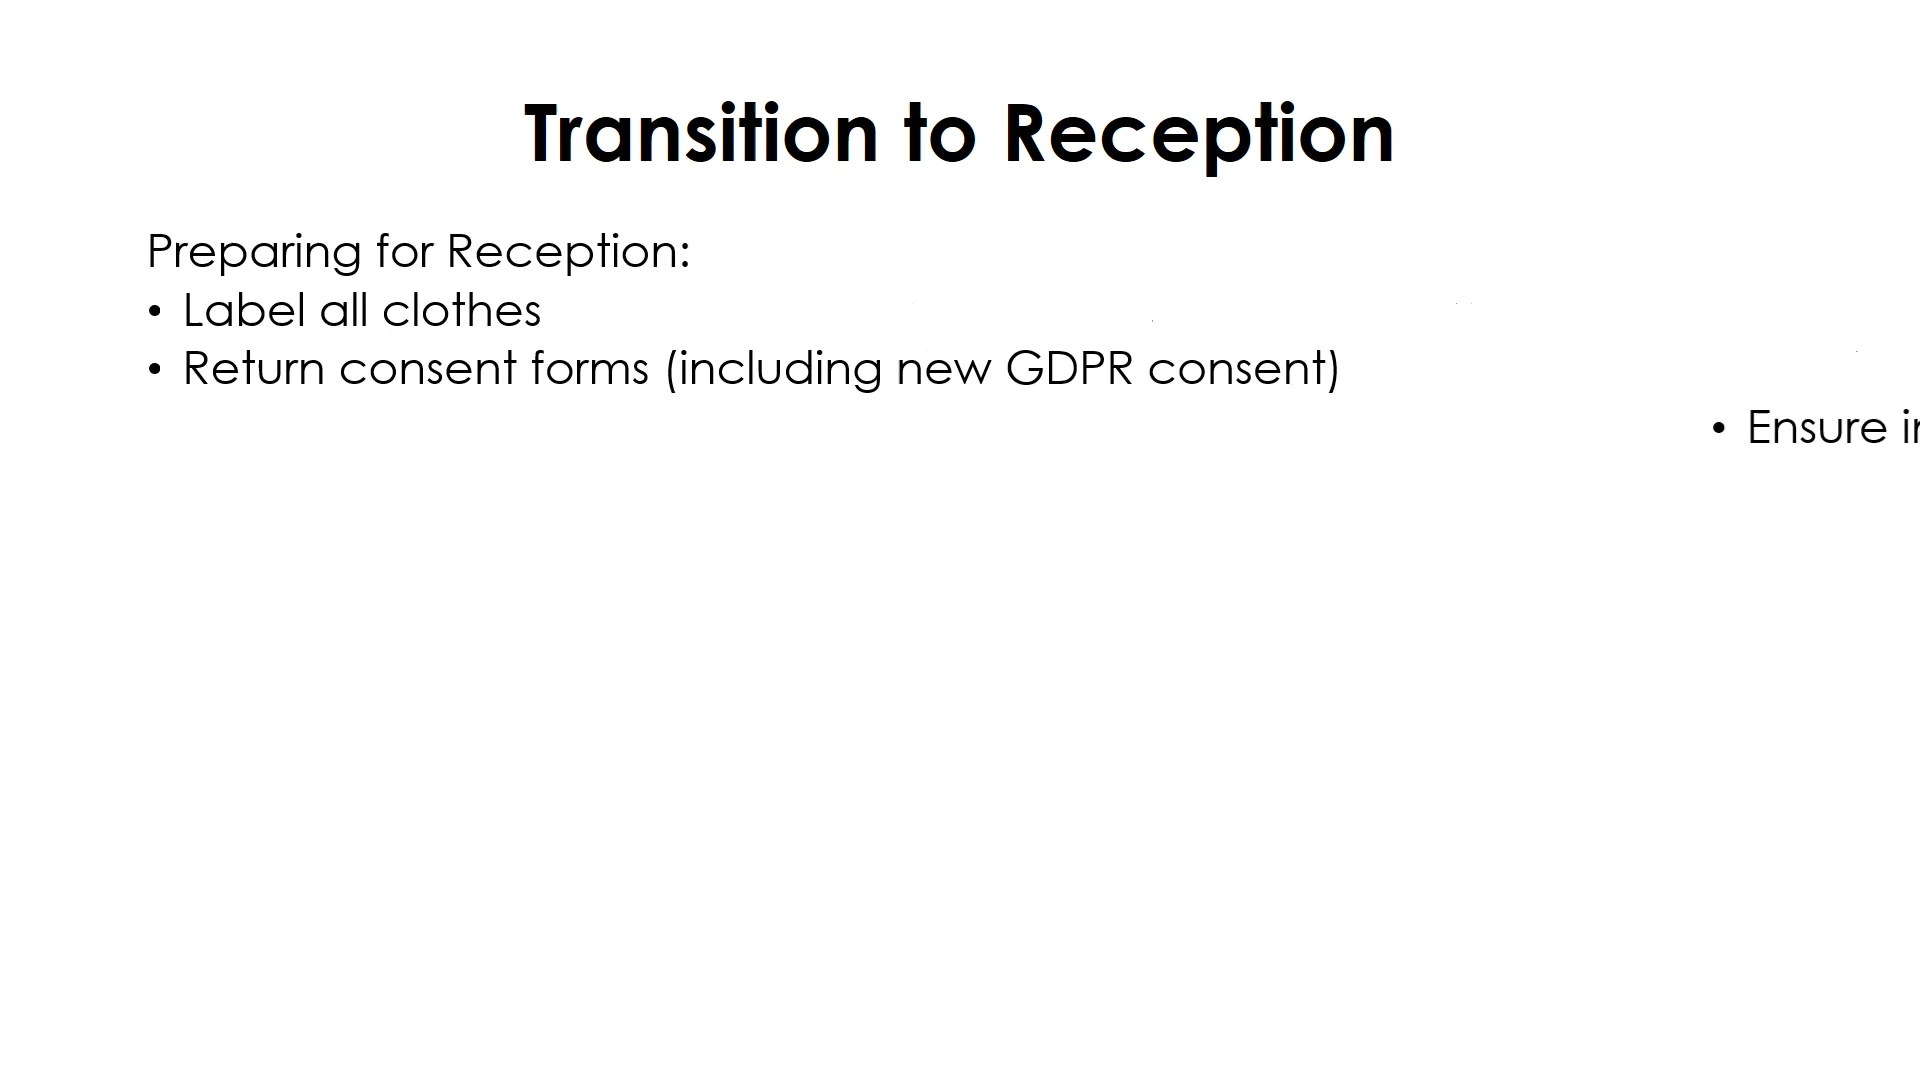 Transition to Reception
Preparing for Reception:
• Label all clothes
• Return consent forms (including new GDPR consent)
• Ensure